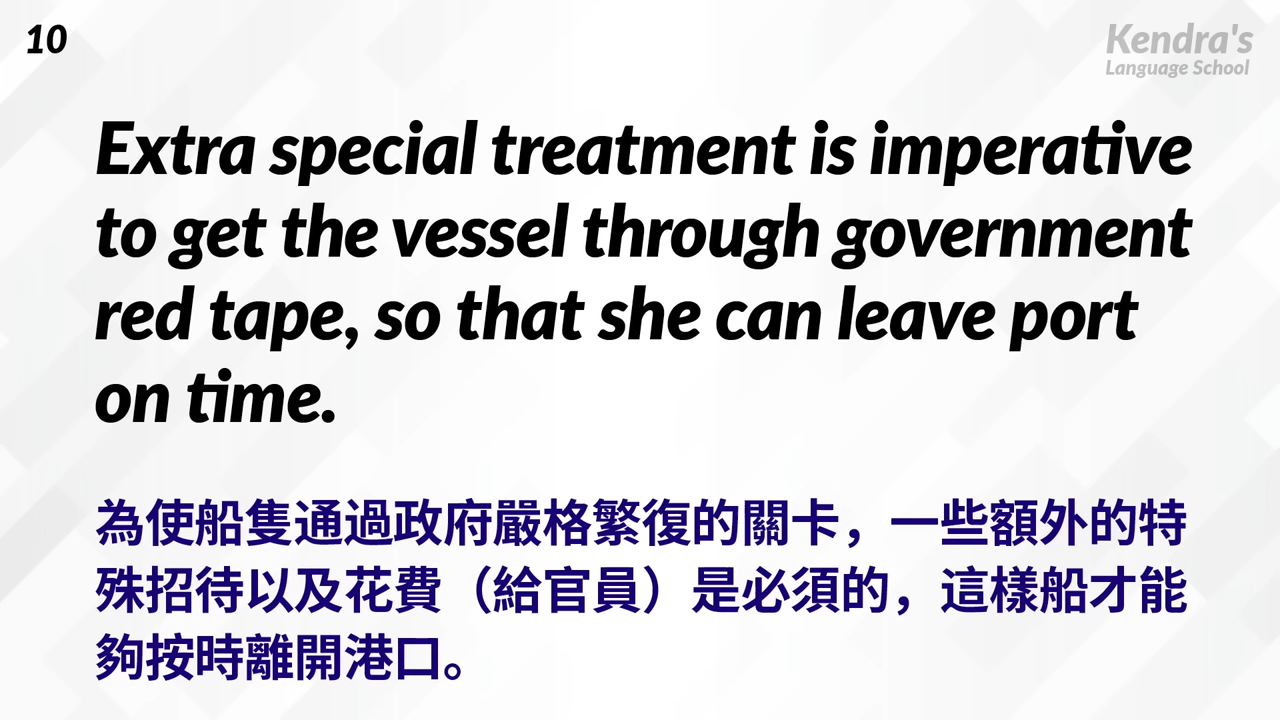 10
Kendra's
Language School
Extra special treatment is imperative
to get the vessel through government
red tape, so that she can leave port
on time.
為使船隻通過政府嚴格繁復的關卡，一些額外的特
殊招待以及花費（給官員）是必須的，這樣船才能
夠按時離開港口。